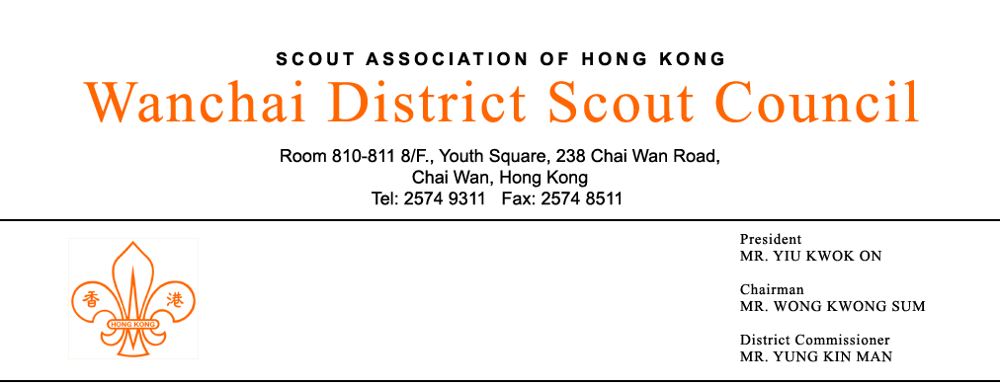 SCOUT ASSOCIATION OF HONG KONG
Wanchai District Scout Council
Room 810-811 8/F., Youth Square, 238 Chai Wan Road,
Chai Wan, Hong Kong
Tel: 2574 9311   Fax: 2574 8511
香 港
HONG KONG
President
MR. YIU KWOK ON
Chairman
MR. WONG KWONG SUM
District Commissioner
MR. YUNG KIN MAN